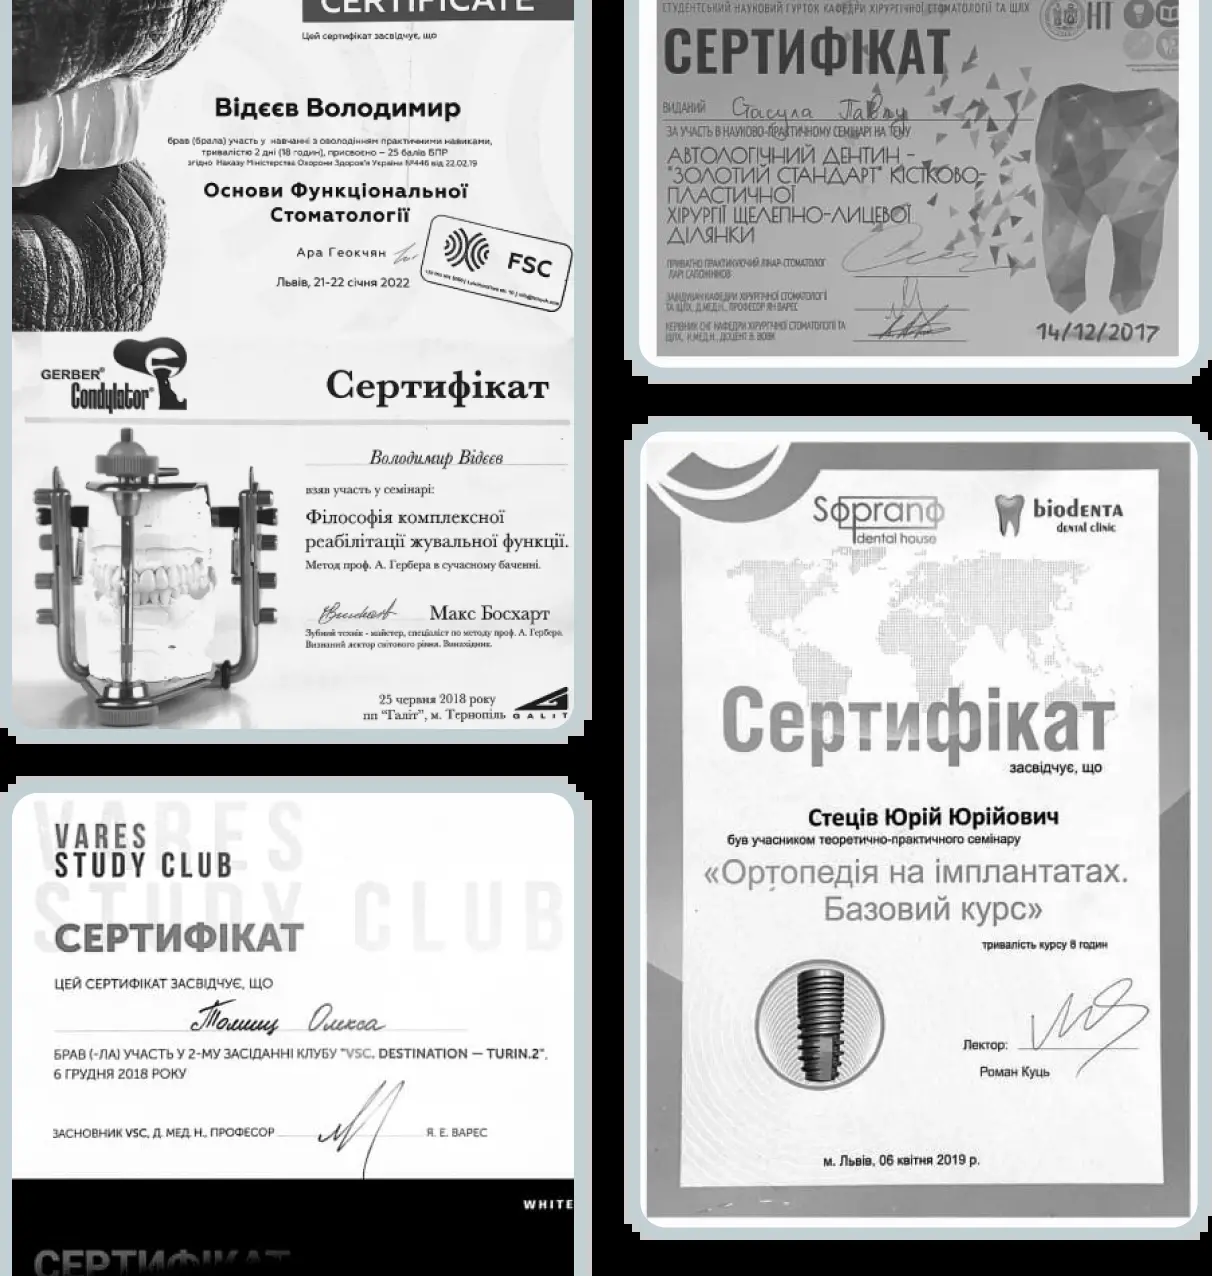 CERTIFICATE
Цей сертифікат засвідчує, що
Відєєв Володимир
брав (брала) участь у навчанні з оволодінням практичними навиками,
тривалістю 2 дні (18 годин), присвоєно – 25 балів БПР
згідно Наказу Міністерства Охорони Здоров'я України №446 від 22.02.19
Основи Функціональної
Стоматології
Ара Геокчян
Львів, 21-22 січня 2022
FSC
GERBER®
Condylator®
Сертифікат
Володимир Відєєв
взяв участь у семінарі:
Філософія комплексної
реабілітації жувальної функції.
Метод проф. А. Гербера в сучасному баченні.
Макс Босхарт
Зубний технік - майстер, спеціаліст по методу проф. А. Гербера.
Визнаний лектор світового рівня. Винахідник.
25 червня 2018 року
пп "Галіт", м. Тернопіль
GALIT
VARES
STUDY CLUB
VARES
STUDY CLUB
СЕРТИФІКАТ
ЦЕЙ СЕРТИФІКАТ ЗАСВІДЧУЄ, ЩО
Томищ Олекса
БРАВ (-ЛА) УЧАСТЬ У 2-МУ ЗАСІДАННІ КЛУБУ "VSC. DESTINATION — TURIN.2",
6 ГРУДНЯ 2018 РОКУ
ЗАСНОВНИК VSC, Д. МЕД. Н., ПРОФЕСОР Я. Е. ВАРЕС
WHITE
СЕРТИФІКАТ
СТУДЕНТСЬКИЙ НАУКОВИЙ ГУРТОК КАФЕДРИ ХІРУРГІЧНОЇ СТОМАТОЛОГІЇ ТА ЩЛХ
НТ
СЕРТИФІКАТ
ВИДАНИЙ Стасула Павлу
ЗА УЧАСТЬ В НАУКОВО-ПРАКТИЧНОМУ СЕМІНАРІ НА ТЕМУ
АВТОЛОГІЧНИЙ ДЕНТИН –
"ЗОЛОТИЙ СТАНДАРТ" КІСТКОВО-
ПЛАСТИЧНОЇ
ХІРУРГІЇ ЩЕЛЕПНО-ЛИЦЕВОЇ
ДІЛЯНКИ
ПРИВАТНО ПРАКТИКУЮЧИЙ ЛІКАР-СТОМАТОЛОГ
ЛАРІ САПОЖНІКОВ
ЗАВІДУВАЧ КАФЕДРИ ХІРУРГІЧНОЇ СТОМАТОЛОГІЇ
ТА ЩЛХ, Д.МЕД.Н., ПРОФЕСОР ЯН ВАРЕС
КЕРІВНИК СНГ КАФЕДРИ ХІРУРГІЧНОЇ СТОМАТОЛОГІЇ ТА
ЩЛХ, К.МЕД.Н., ДОЦЕНТ В. ВОВК
14/12/2017
Soprano
dental house
biodenta
dental clinic
Сертифікат
засвідчує, що
Стеців Юрій Юрійович
був учасником теоретично-практичного семінару
«Ортопедія на імплантатах.
Базовий курс»
тривалість курсу 8 годин
Лектор:
Роман Куць
м. Львів, 06 квітня 2019 р.